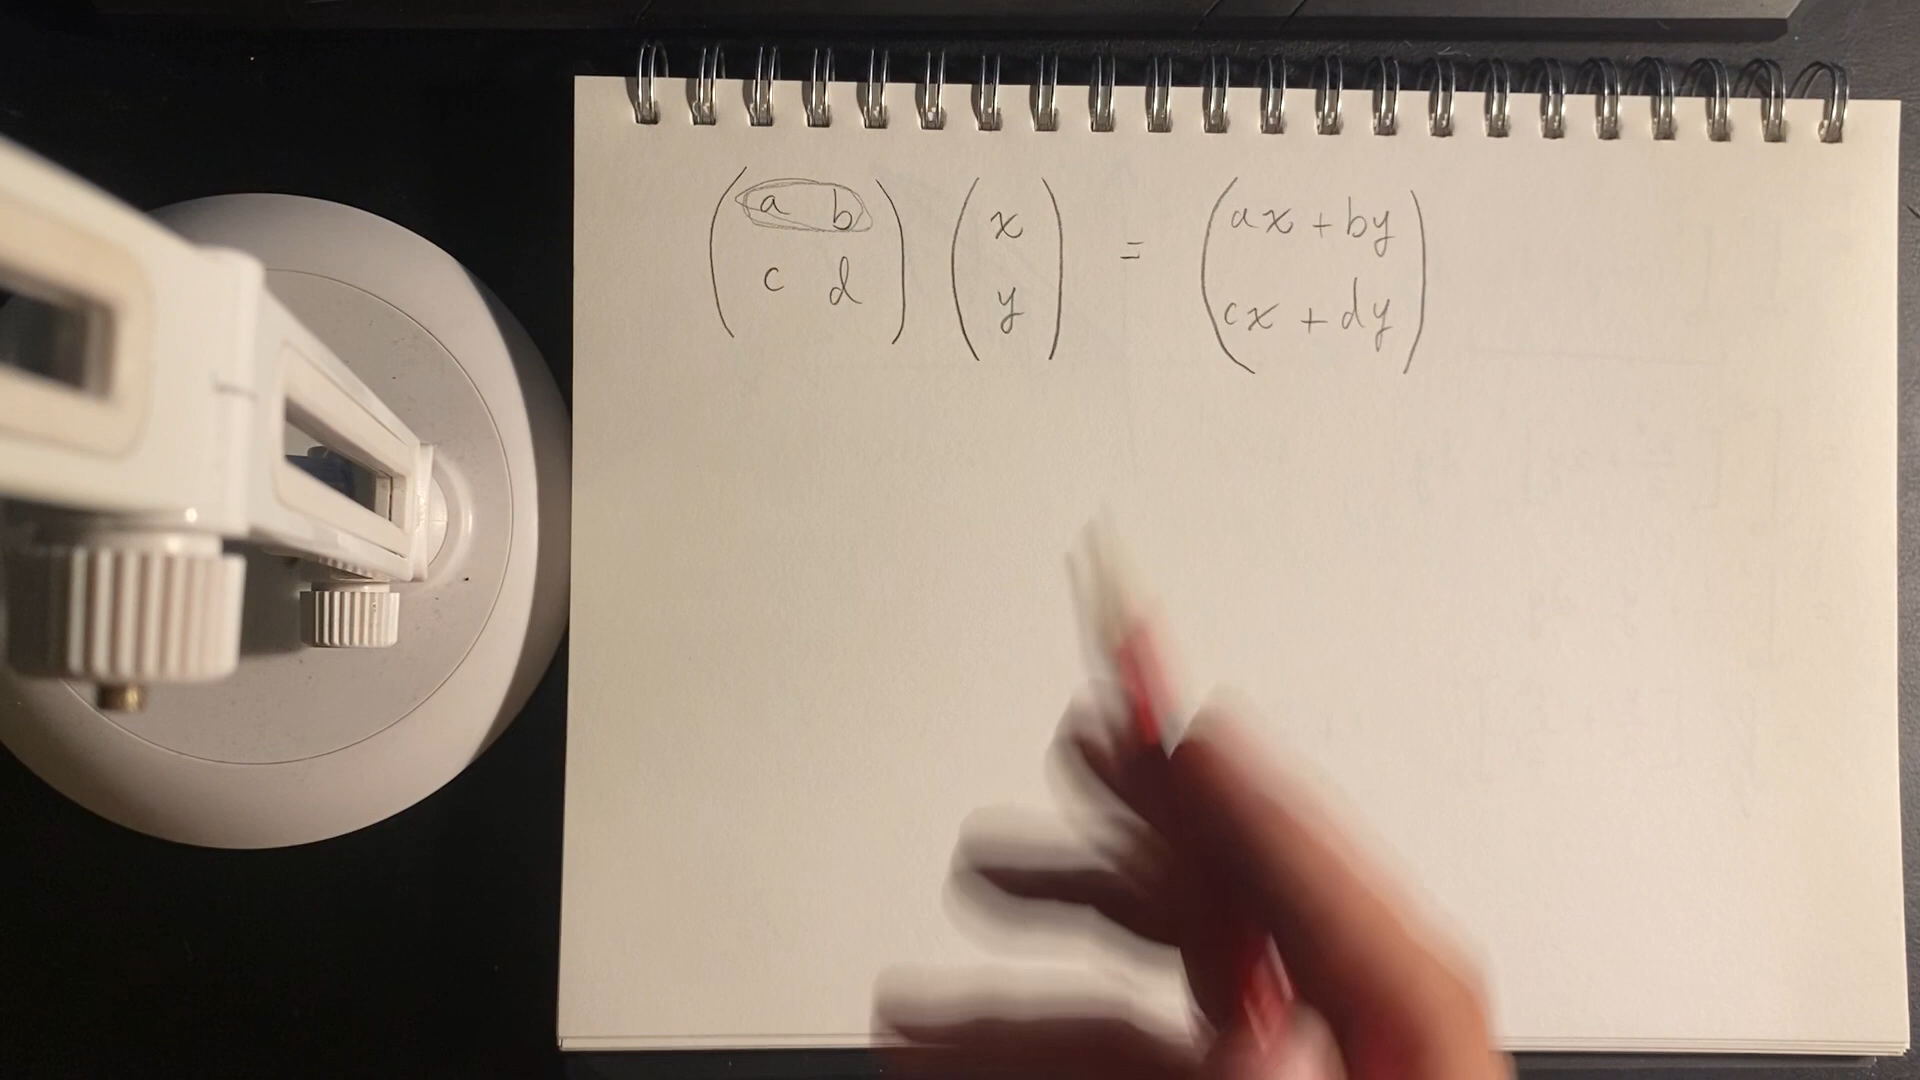 ( a b ) ( x ) = ( ax + by )
( c d ) ( y ) ( cx + dy )